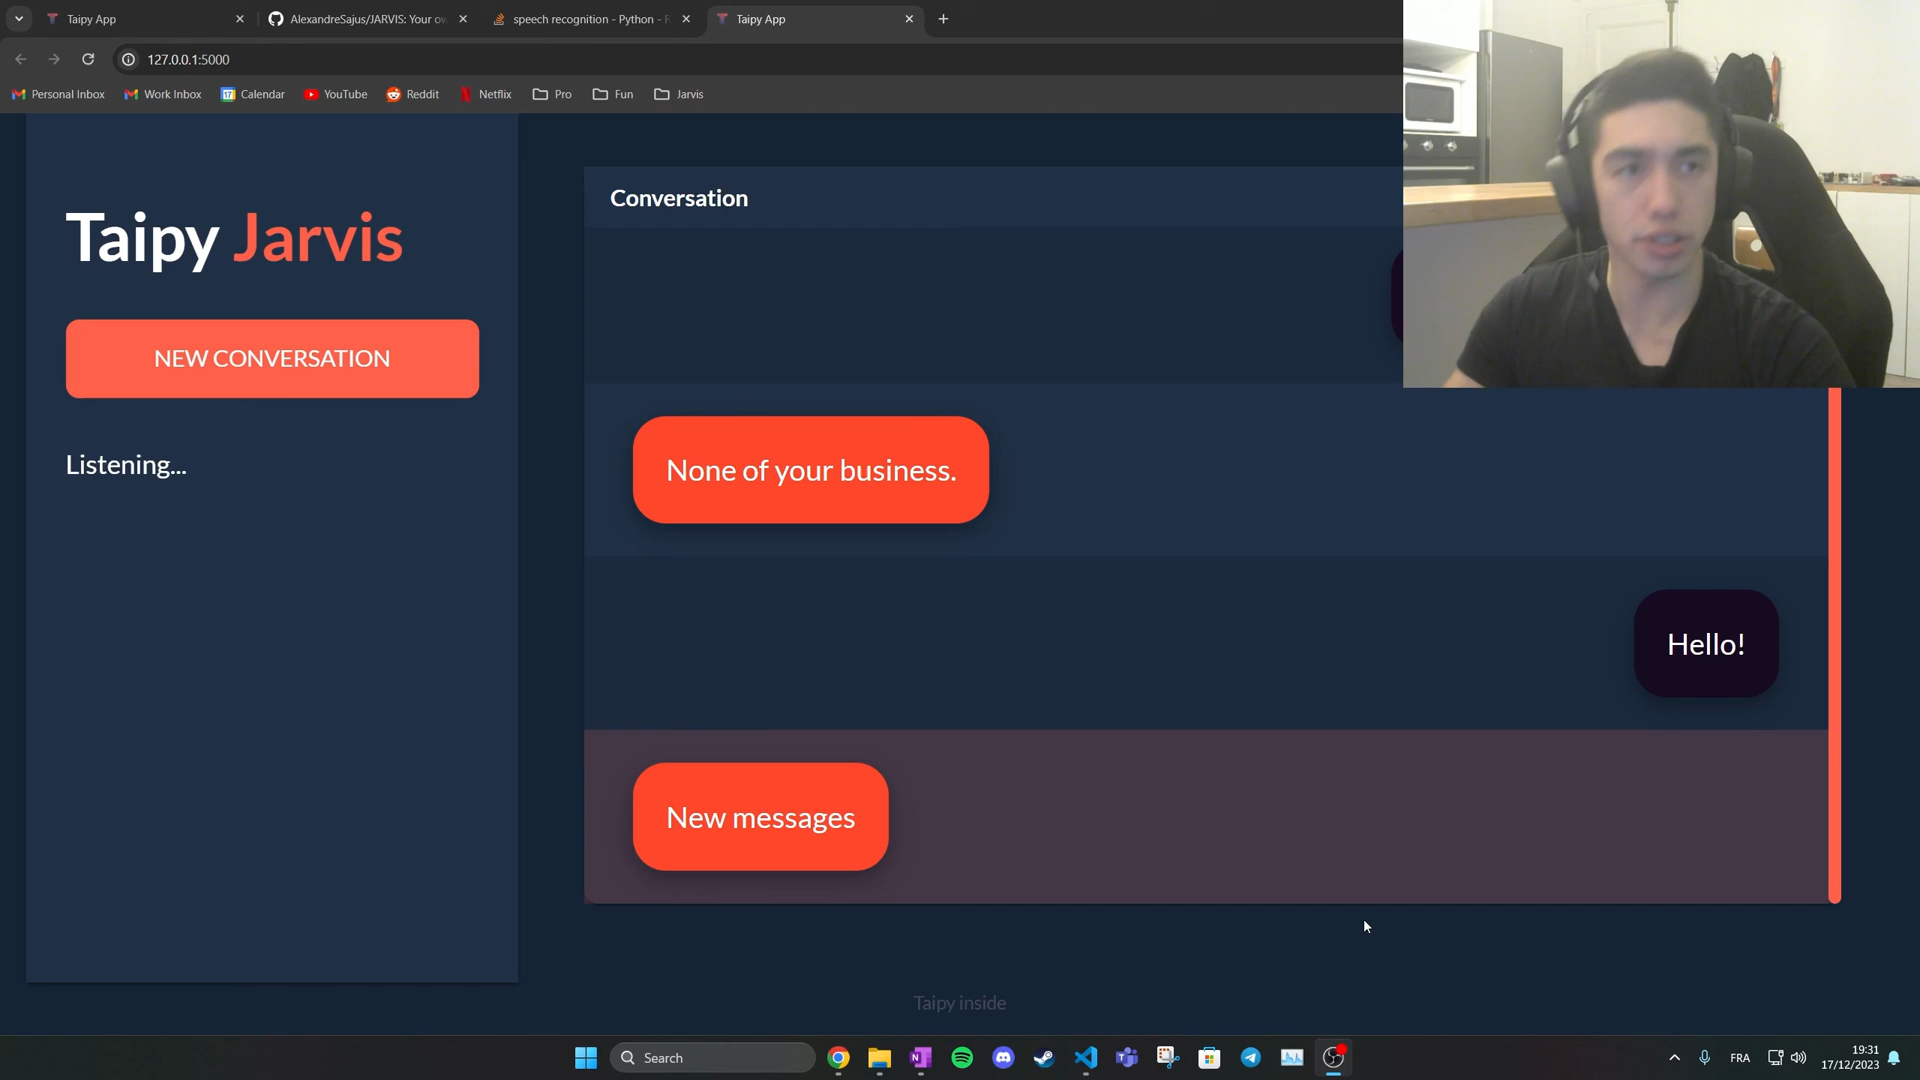 Taipy App
AlexandreSajus/JARVIS: Your ow
speech recognition - Python - R
Taipy App
127.0.0.1:5000
Personal Inbox
Work Inbox
17 Calendar
YouTube
Reddit
Netflix
Pro
Fun
Jarvis
Taipy Jarvis
NEW CONVERSATION
Listening...
Conversation
None of your business.
Hello!
New messages
Taipy inside
Search
FRA
19:31
17/12/2023